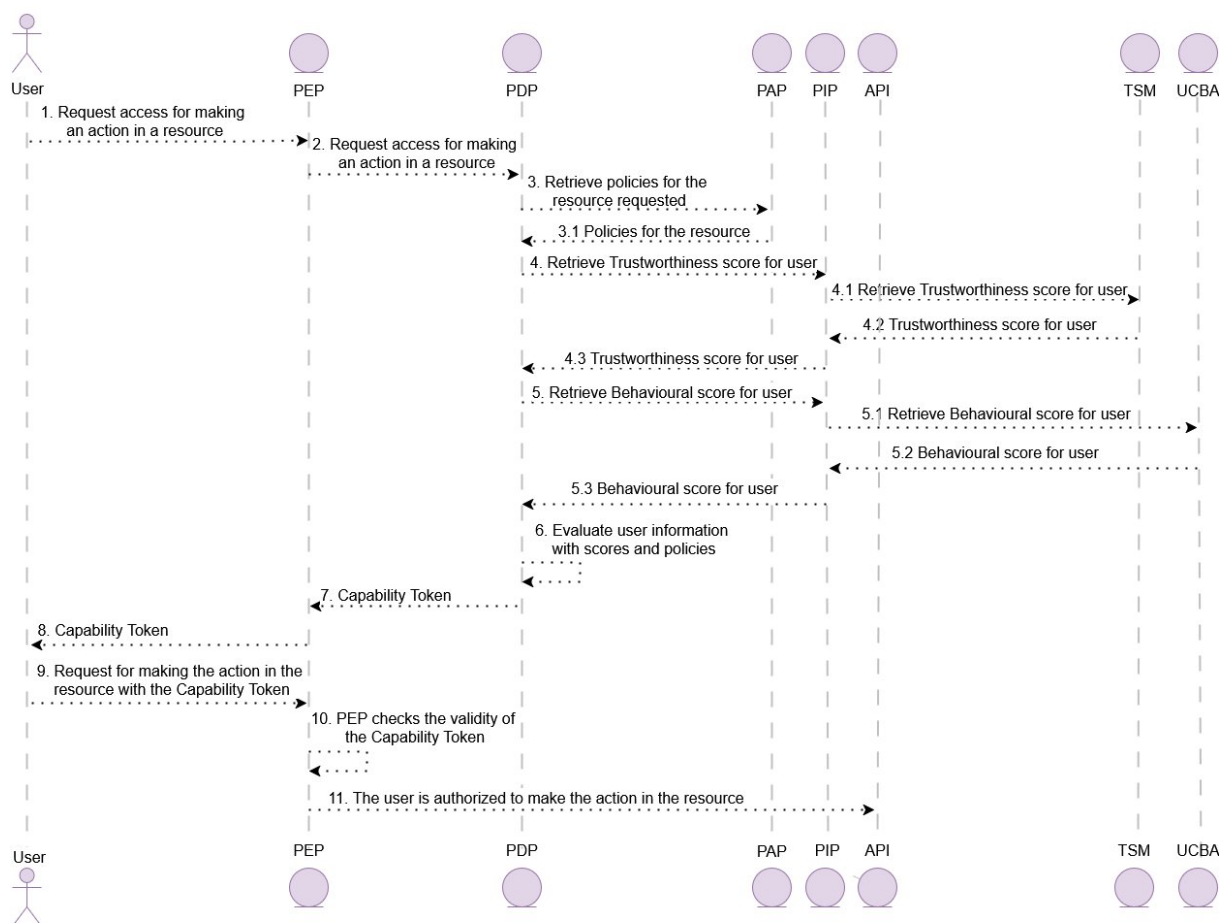 User
PEP
PDP
PAP
PIP
API
TSM
UCBA
1. Request access for making
an action in a resource
2. Request access for making
an action in a resource
3. Retrieve policies for the
resource requested
3.1 Policies for the resource
4. Retrieve Trustworthiness score for user
4.1 Retrieve Trustworthiness score for user
4.2 Trustworthiness score for user
4.3 Trustworthiness score for user
5. Retrieve Behavioural score for user
5.1 Retrieve Behavioural score for user
5.2 Behavioural score for user
5.3 Behavioural score for user
6. Evaluate user information
with scores and policies
7. Capability Token
8. Capability Token
9. Request for making the action in the
resource with the Capability Token
10. PEP checks the validity of
the Capability Token
11. The user is authorized to make the action in the resource
User
PEP
PDP
PAP
PIP
API
TSM
UCBA